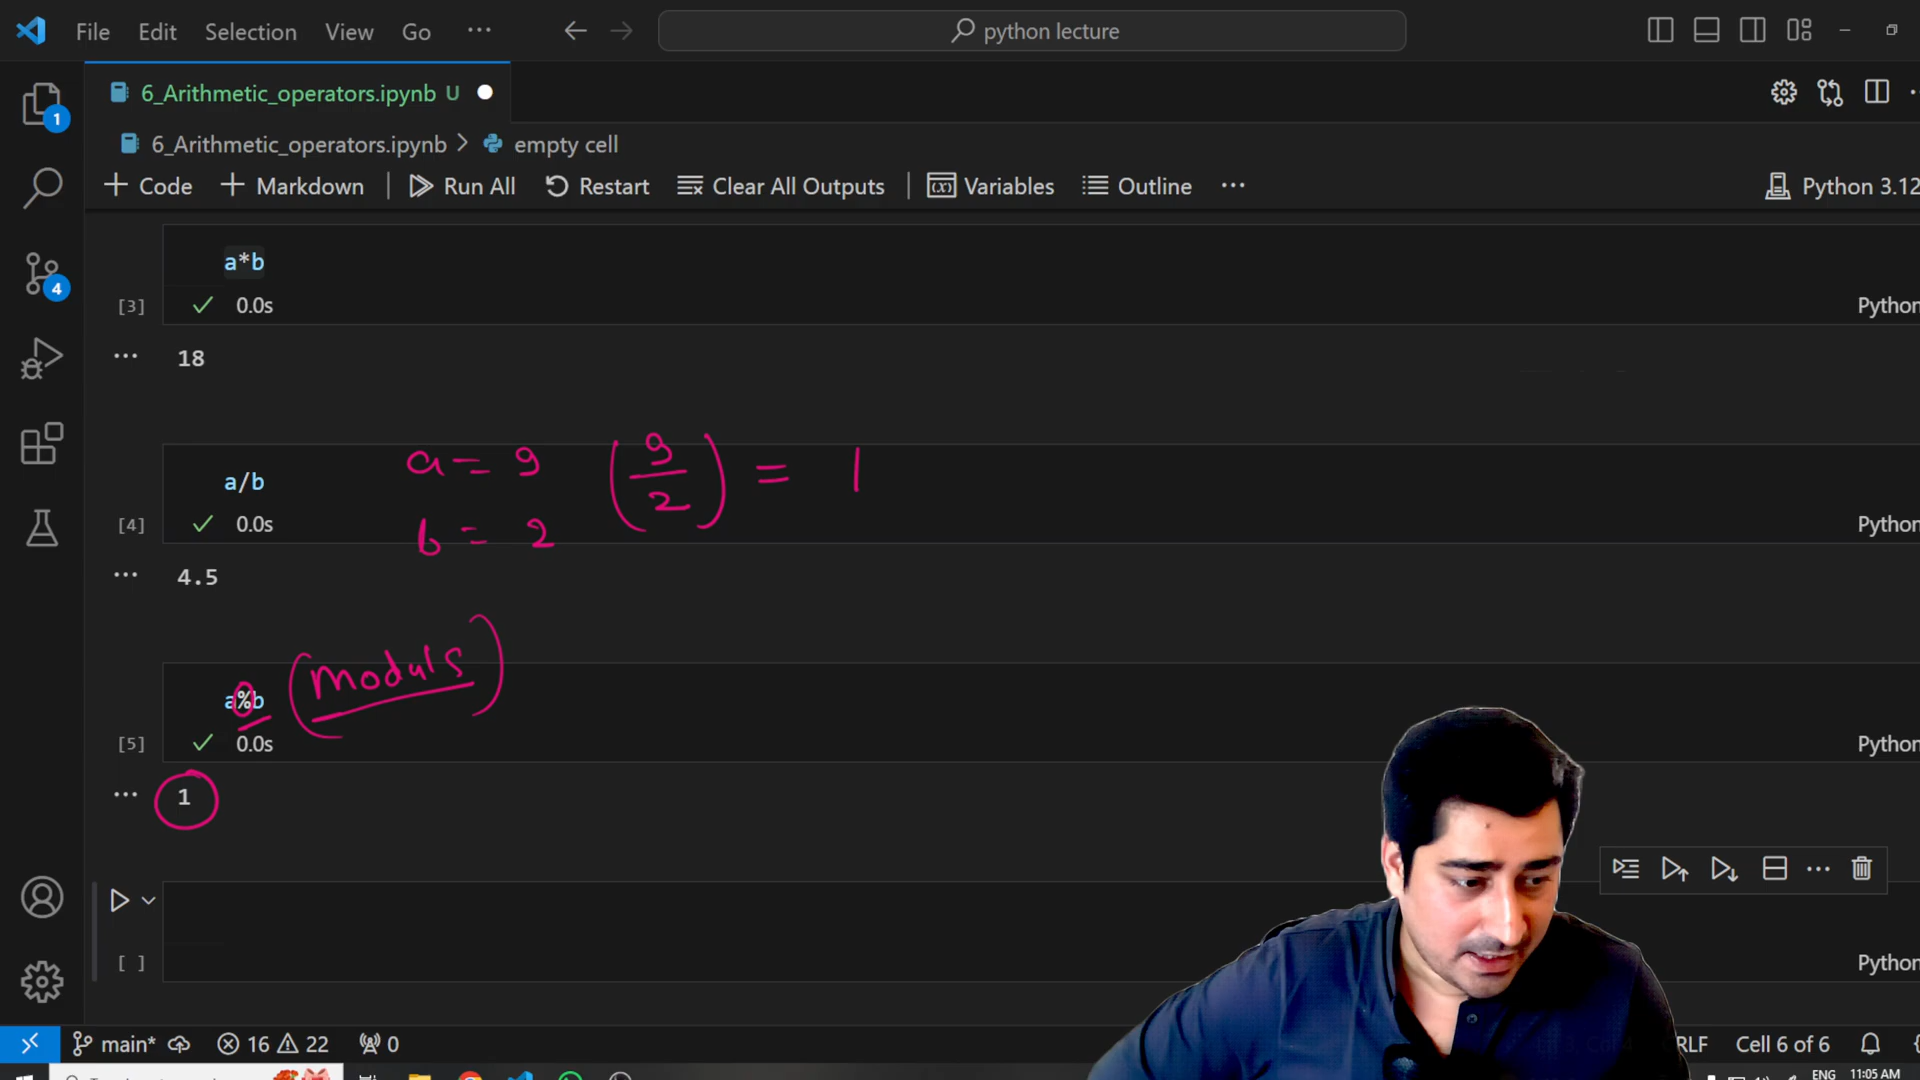 File Edit Selection View Go ... python lecture
6_Arithmetic_operators.ipynb U
6_Arithmetic_operators.ipynb > empty cell
+ Code + Markdown | Run All Restart Clear All Outputs | Variables Outline ... Python 3.12
1
4
a*b
[3] 0.0s Python
... 18
a/b
[4] 0.0s Python
... 4.5
a = 9 (9/2) = 1
b = 2
a%b (Moduls)
[5] 0.0s Python
... 1
[ ] Python
main* 16 22 0 RLF Cell 6 of 6
ENG 11:05 AM